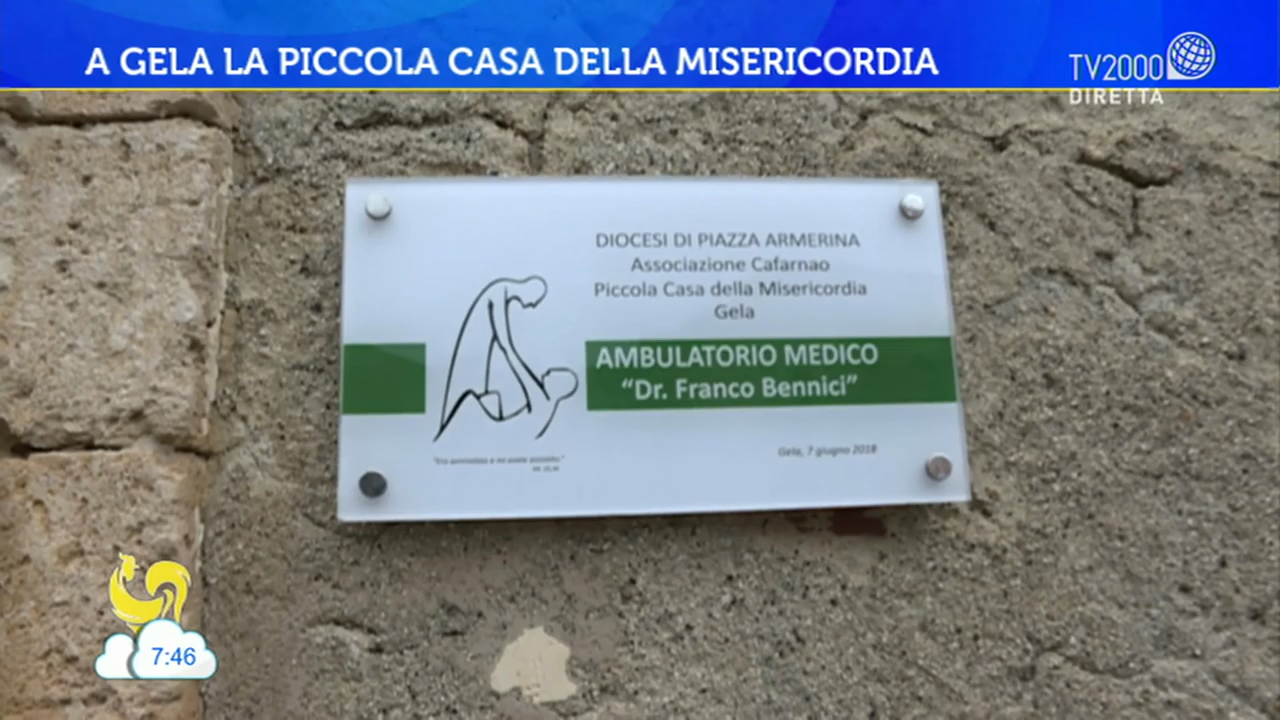 A GELA LA PICCOLA CASA DELLA MISERICORDIA
TV2000
DIRETTA
DIOCESI DI PIAZZA ARMERINA
Associazione Cafarnao
Piccola Casa della Misericordia
Gela
AMBULATORIO MEDICO
“Dr. Franco Bennici”
Gela, 7 giugno 2018
7:46